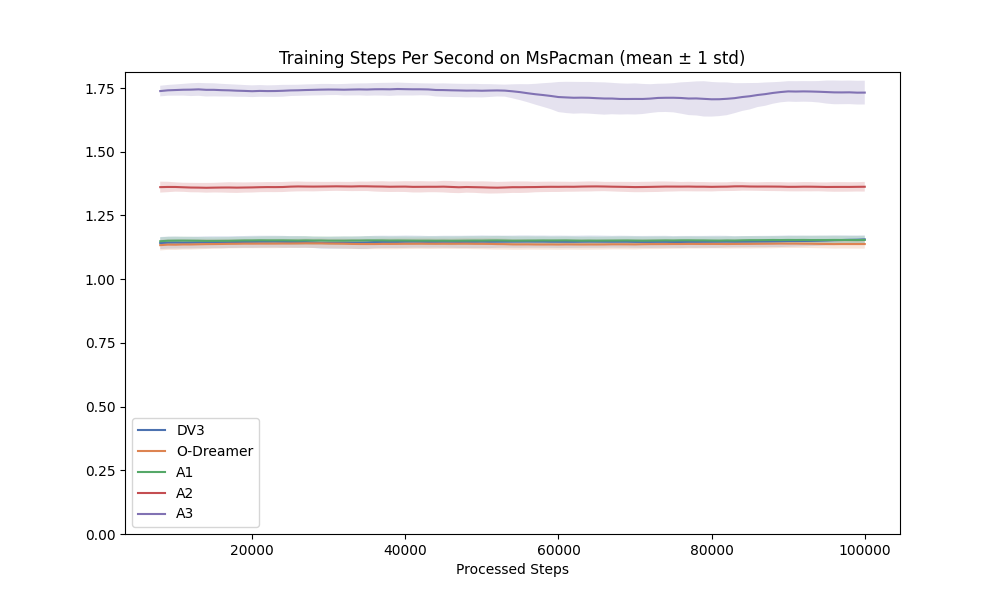 Training Steps Per Second on MsPacman (mean ± 1 std)
1.75
1.50
1.25
1.00
0.75
0.50
0.25
0.00
DV3
O-Dreamer
A1
A2
A3
20000 40000 60000 80000 100000
Processed Steps